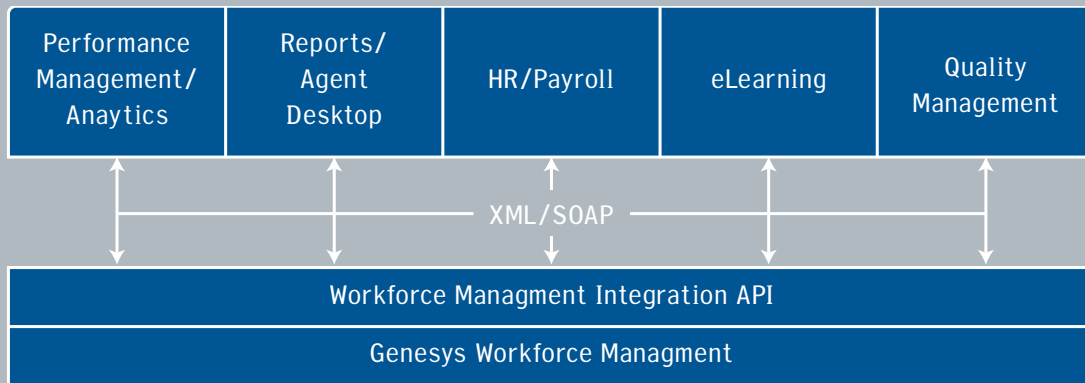 Performance
Management/
Anaytics
Reports/
Agent
Desktop
HR/Payroll
eLearning
Quality
Management
XML/SOAP
Workforce Managment Integration API
Genesys Workforce Managment